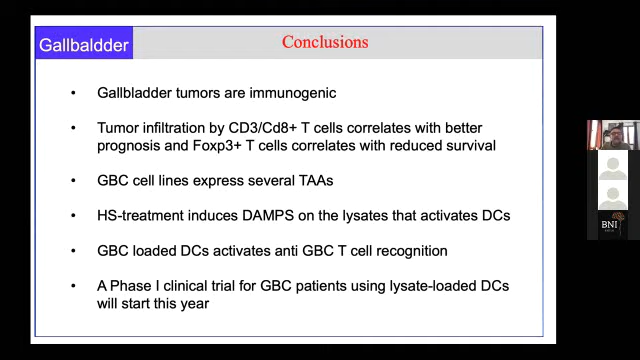 Gallbaldder
Conclusions
• Gallbladder tumors are immunogenic
• Tumor infiltration by CD3/Cd8+ T cells correlates with better
prognosis and Foxp3+ T cells correlates with reduced survival
• GBC cell lines express several TAAs
• HS-treatment induces DAMPS on the lysates that activates DCs
• GBC loaded DCs activates anti GBC T cell recognition
• A Phase I clinical trial for GBC patients using lysate-loaded DCs
will start this year
BNI